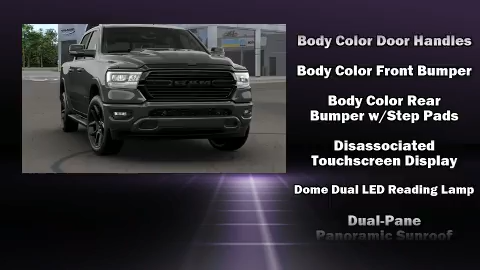 Body Color Door Handles
Body Color Front Bumper
Body Color Rear
Bumper w/Step Pads
Disassociated
Touchscreen Display
Dome Dual LED Reading Lamp
Dual-Pane
Panoramic Sunroof